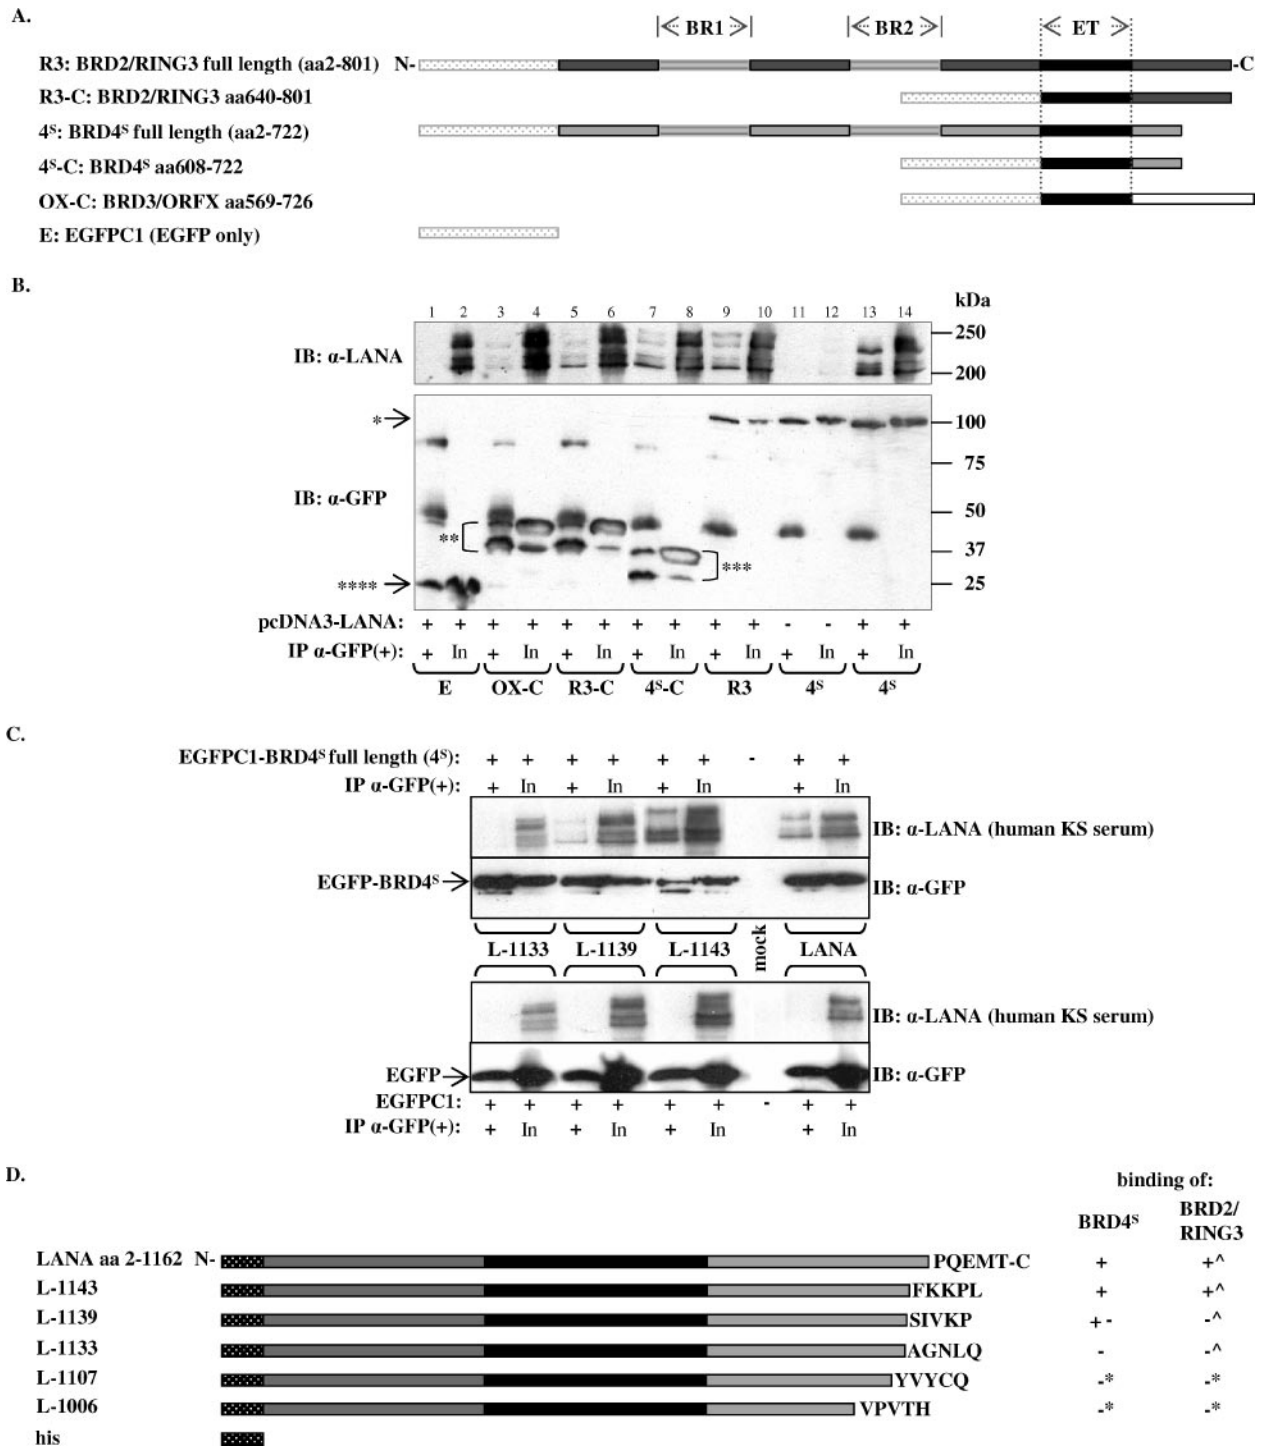 A.
BR1 BR2 ET
R3: BRD2/RING3 full length (aa2-801) N- -C
R3-C: BRD2/RING3 aa640-801
4S: BRD4S full length (aa2-722)
4S-C: BRD4S aa608-722
OX-C: BRD3/ORFX aa569-726
E: EGFPC1 (EGFP only)
B.
kDa
1 2 3 4 5 6 7 8 9 10 11 12 13 14
250
IB: α-LANA
200
* 100
75
IB: α-GFP
50
**
37
***
**** 25
pcDNA3-LANA: + + + + + + + + + + - - + +
IP α-GFP(+): + In + In + In + In + In + In + In
E OX-C R3-C 4S-C R3 4S 4S
C.
EGFPC1-BRD4S full length (4S): + + + + + + - + +
IP α-GFP(+): + In + In + In + In
IB: α-LANA (human KS serum)
EGFP-BRD4S IB: α-GFP
L-1133 L-1139 L-1143 mock LANA
IB: α-LANA (human KS serum)
EGFP IB: α-GFP
EGFPC1: + + + + + + - + +
IP α-GFP(+): + In + In + In + In
D.
binding of:
BRD4S BRD2/
RING3
LANA aa 2-1162 N- PQEMT-C + +^
L-1143 FKKPL + +^
L-1139 SIVKP + - -^
L-1133 AGNLQ - -^
L-1107 YVYCQ -* -*
L-1006 VPVTH -* -*
his